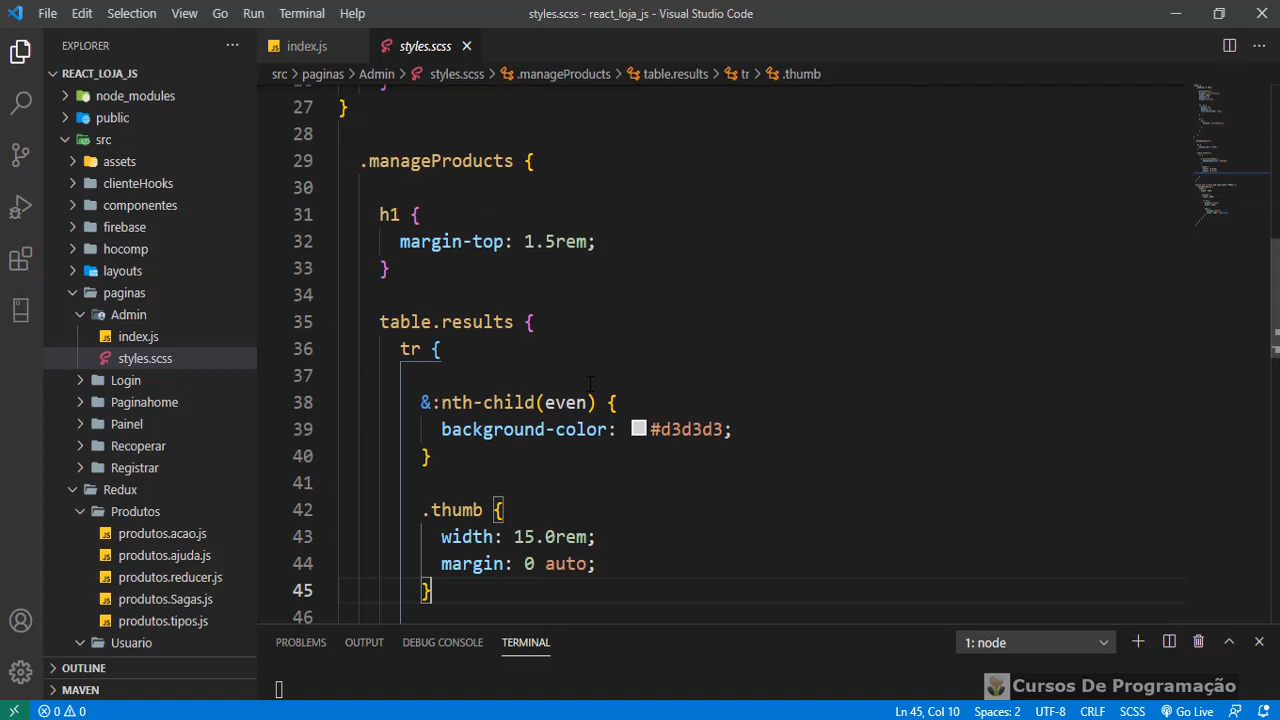 File Edit Selection View Go Run Terminal Help styles.scss - react_loja_js - Visual Studio Code
EXPLORER
REACT_LOJA_JS
node_modules
public
src
assets
clienteHooks
componentes
firebase
hocomp
layouts
paginas
Admin
index.js
styles.scss
Login
Paginahome
Painel
Recoperar
Registrar
Redux
Produtos
produtos.acao.js
produtos.ajuda.js
produtos.reducer.js
produtos.Sagas.js
produtos.tipos.js
Usuario
OUTLINE
MAVEN
index.js styles.scss
src > paginas > Admin > styles.scss > .manageProducts > table.results > tr > .thumb
27 }
28
29 .manageProducts {
30
31 h1 {
32 margin-top: 1.5rem;
33 }
34
35 table.results {
36 tr {
37
38 &:nth-child(even) {
39 background-color: #d3d3d3;
40 }
41
42 .thumb {
43 width: 15.0rem;
44 margin: 0 auto;
45 }
46
PROBLEMS OUTPUT DEBUG CONSOLE TERMINAL 1: node
Cursos De Programação
0 0 Ln 45, Col 10 Spaces: 2 UTF-8 CRLF SCSS Go Live